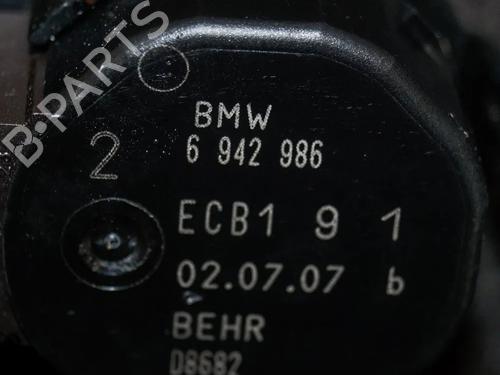 B-PARTS
BMW
2
6 942 986
ECB1 9 1
02.07.07 b
BEHR
D8682